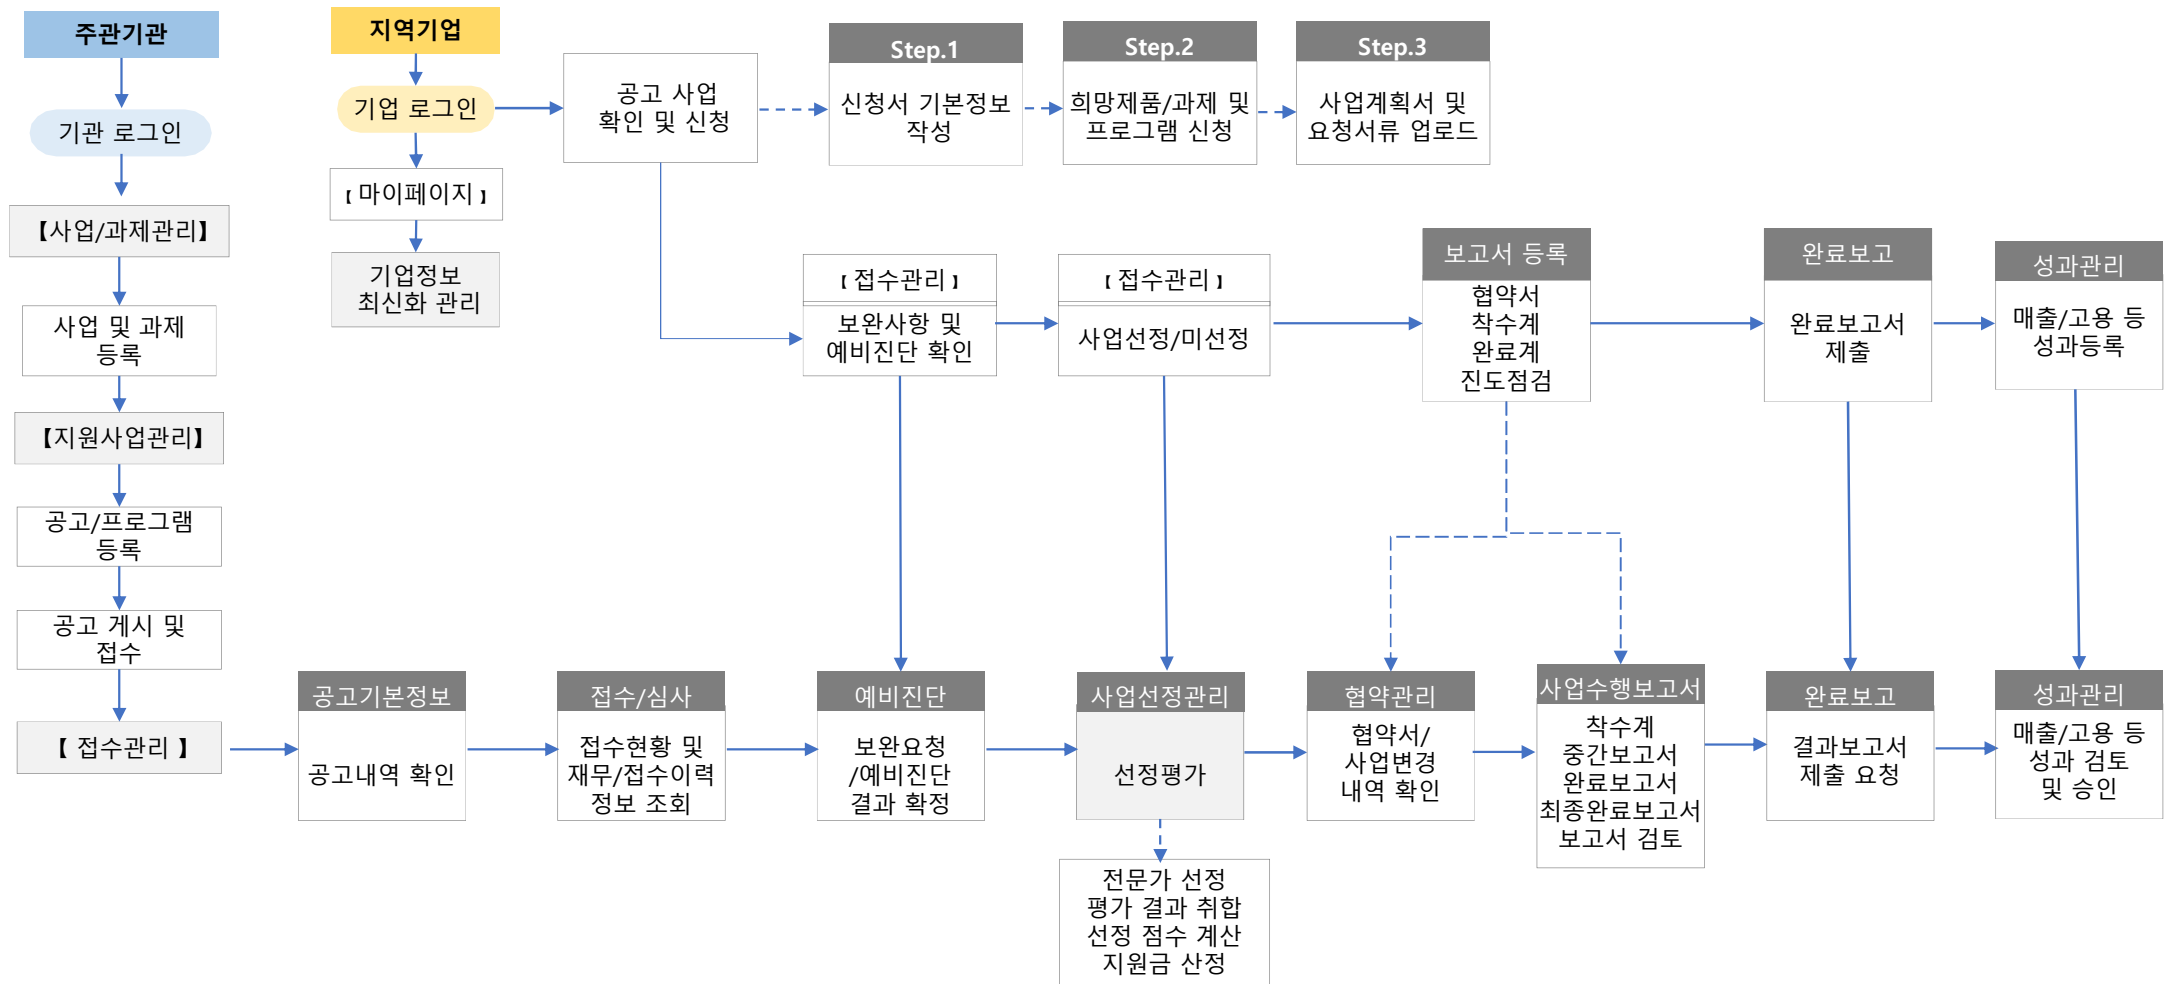 주관기관
기관 로그인
【사업/과제관리】
사업 및 과제
등록
【지원사업관리】
공고/프로그램
등록
공고 게시 및
접수
【 접수관리 】
지역기업
기업 로그인
【 마이페이지 】
기업정보
최신화 관리
공고 사업
확인 및 신청
Step.1
신청서 기본정보
작성
Step.2
희망제품/과제 및
프로그램 신청
Step.3
사업계획서 및
요청서류 업로드
【 접수관리 】
보완사항 및
예비진단 확인
【 접수관리 】
사업선정/미선정
보고서 등록
협약서
착수계
완료계
진도점검
완료보고
완료보고서
제출
성과관리
매출/고용 등
성과등록
공고기본정보
공고내역 확인
접수/심사
접수현황 및
재무/접수이력
정보 조회
예비진단
보완요청
/예비진단
결과 확정
사업선정관리
선정평가
전문가 선정
평가 결과 취합
선정 점수 계산
지원금 산정
협약관리
협약서/
사업변경
내역 확인
사업수행보고서
착수계
중간보고서
완료보고서
최종완료보고서
보고서 검토
완료보고
결과보고서
제출 요청
성과관리
매출/고용 등
성과 검토
및 승인